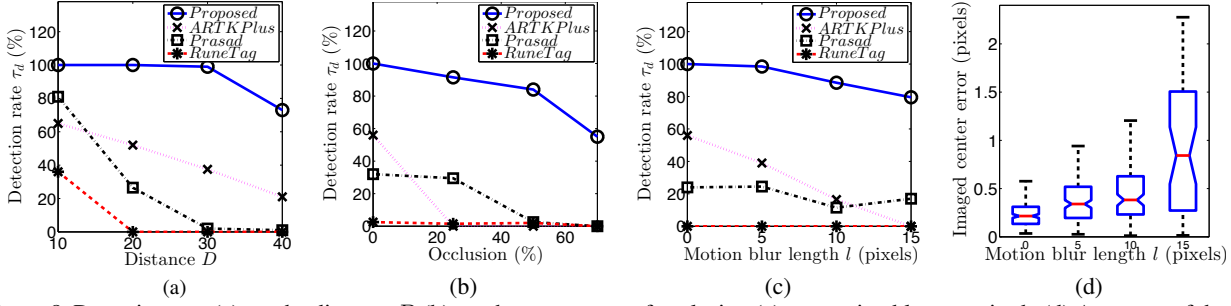 Detection rate τ_d (%)
120
100
80
60
40
20
0
10 20 30 40
Distance D
Proposed
ARTKPlus
Prasad
RuneTag
(a)
Detection rate τ_d (%)
120
100
80
60
40
20
0
0 20 40 60
Occlusion (%)
Proposed
ARTKPlus
Prasad
RuneTag
(b)
Detection rate τ_d (%)
120
100
80
60
40
20
0
0 5 10 15
Motion blur length l (pixels)
Proposed
ARTKPlus
Prasad
RuneTag
(c)
Imaged center error (pixels)
2
1.5
1
0.5
0
0 5 10 15
Motion blur length l (pixels)
(d)